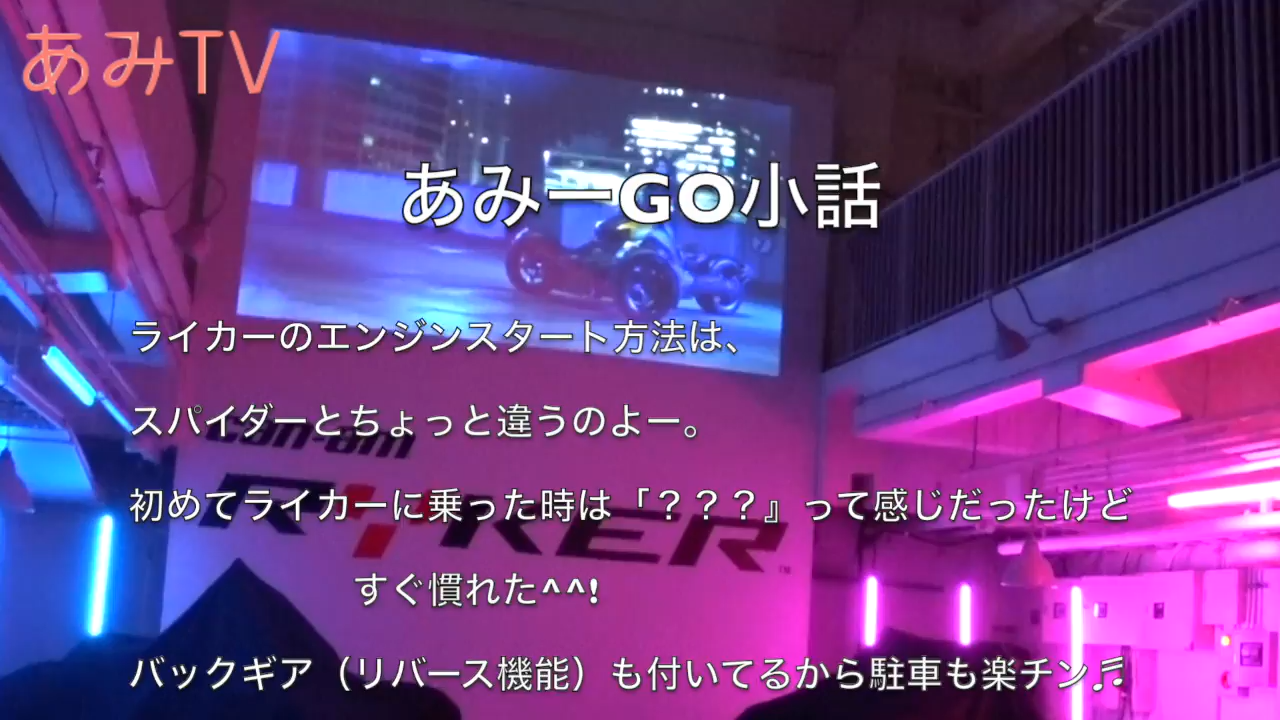 あみTV
あみーGO小話
ライカーのエンジンスタート方法は、
スパイダーとちょっと違うのよー。
can-am
初めてライカーに乗った時は「？？？』って感じだったけど
RYKER™
すぐ慣れた^^!
バックギア（リバース機能）も付いてるから駐車も楽チン♬